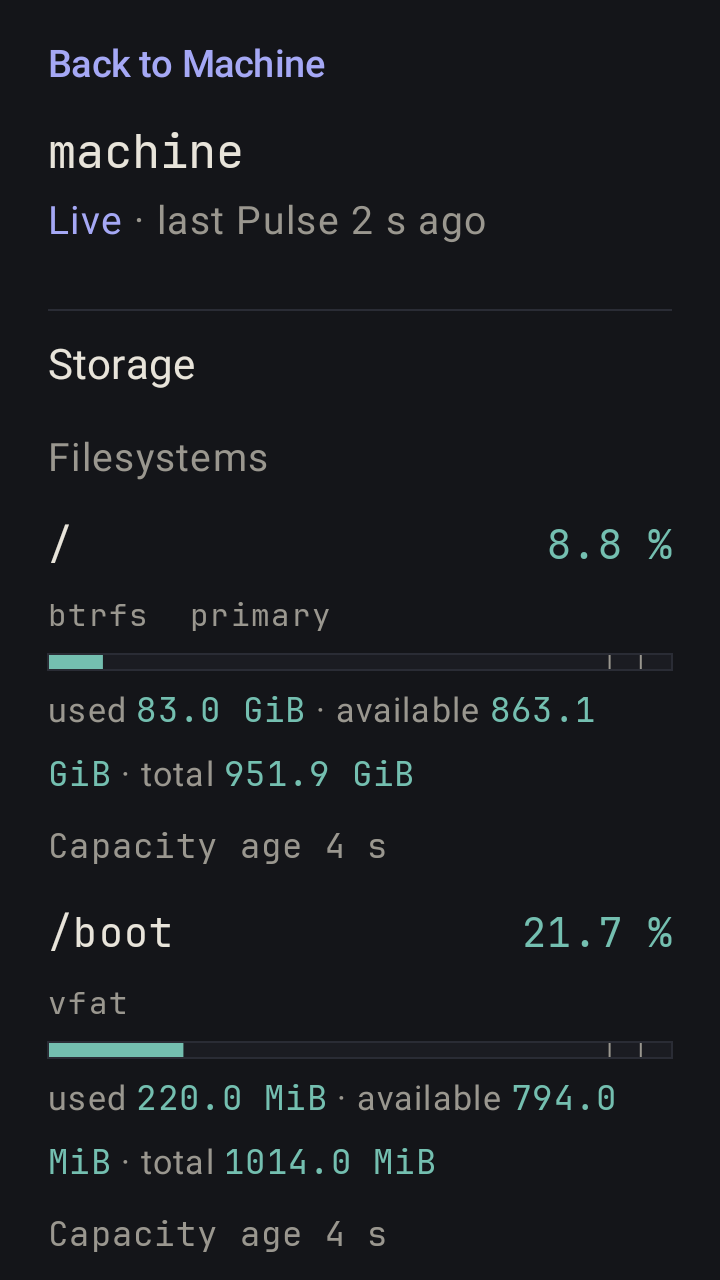 Back to Machine
machine
Live · last Pulse 2 s ago
Storage
Filesystems
/ 8.8 %
btrfs primary
used 83.0 GiB · available 863.1
GiB · total 951.9 GiB
Capacity age 4 s
/boot 21.7 %
vfat
used 220.0 MiB · available 794.0
MiB · total 1014.0 MiB
Capacity age 4 s